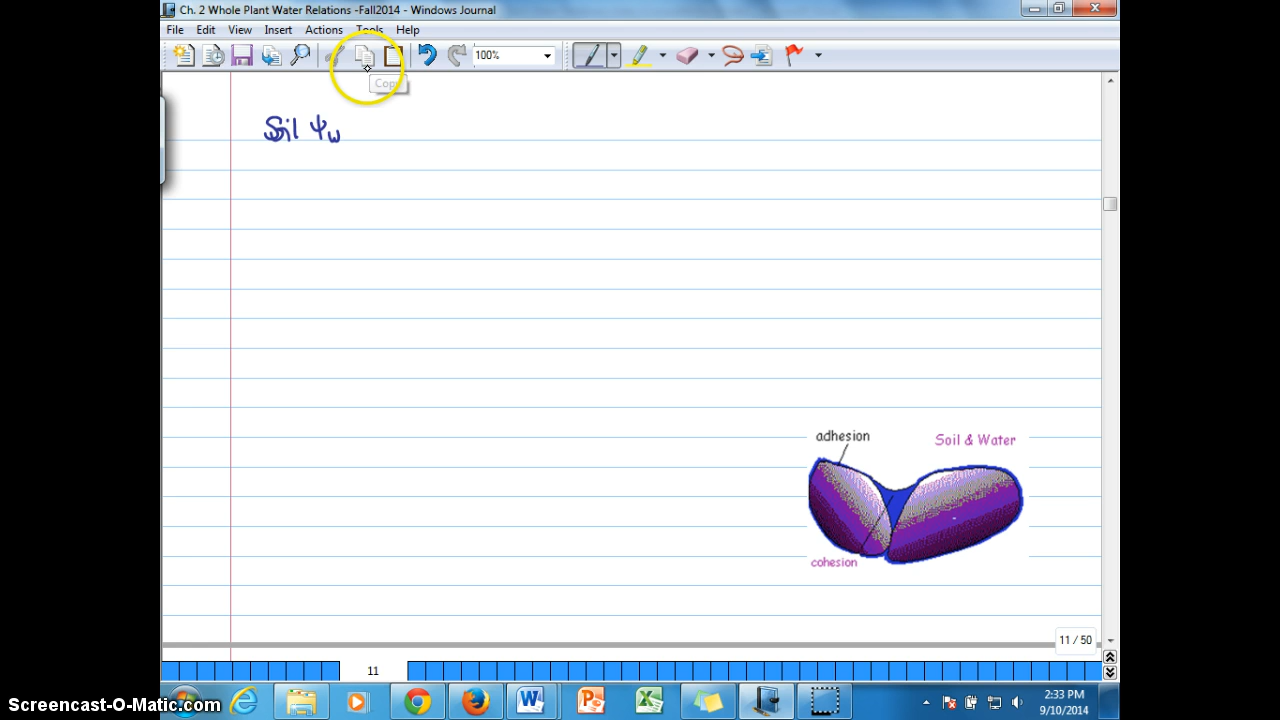 Ch. 2 Whole Plant Water Relations -Fall2014 - Windows Journal
File Edit View Insert Actions Tools Help
100%
Copy
Soil Ψw
adhesion
Soil & Water
cohesion
11 / 50
11
2:33 PM
9/10/2014
Screencast-O-Matic.com